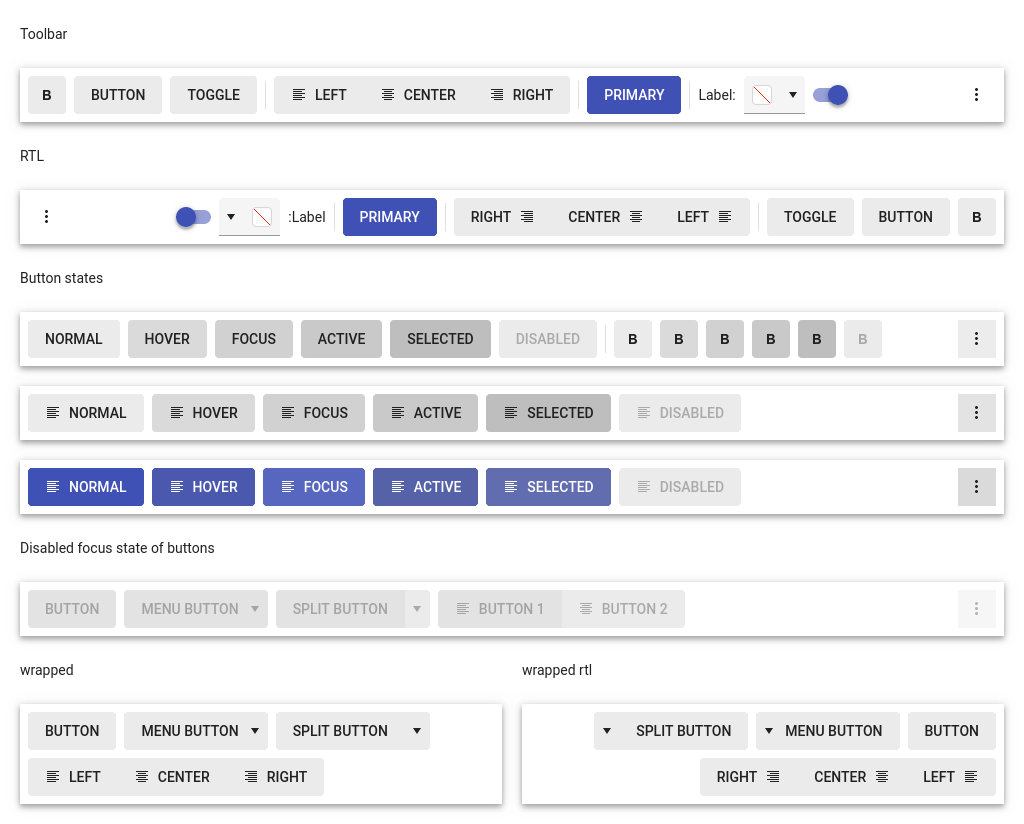 Toolbar
B BUTTON TOGGLE LEFT CENTER RIGHT PRIMARY Label:
RTL
:Label PRIMARY RIGHT CENTER LEFT TOGGLE BUTTON B
Button states
NORMAL HOVER FOCUS ACTIVE SELECTED DISABLED B B B B B B
NORMAL HOVER FOCUS ACTIVE SELECTED DISABLED
NORMAL HOVER FOCUS ACTIVE SELECTED DISABLED
Disabled focus state of buttons
BUTTON MENU BUTTON SPLIT BUTTON BUTTON 1 BUTTON 2
wrapped
BUTTON MENU BUTTON SPLIT BUTTON
LEFT CENTER RIGHT
wrapped rtl
SPLIT BUTTON MENU BUTTON BUTTON
RIGHT CENTER LEFT